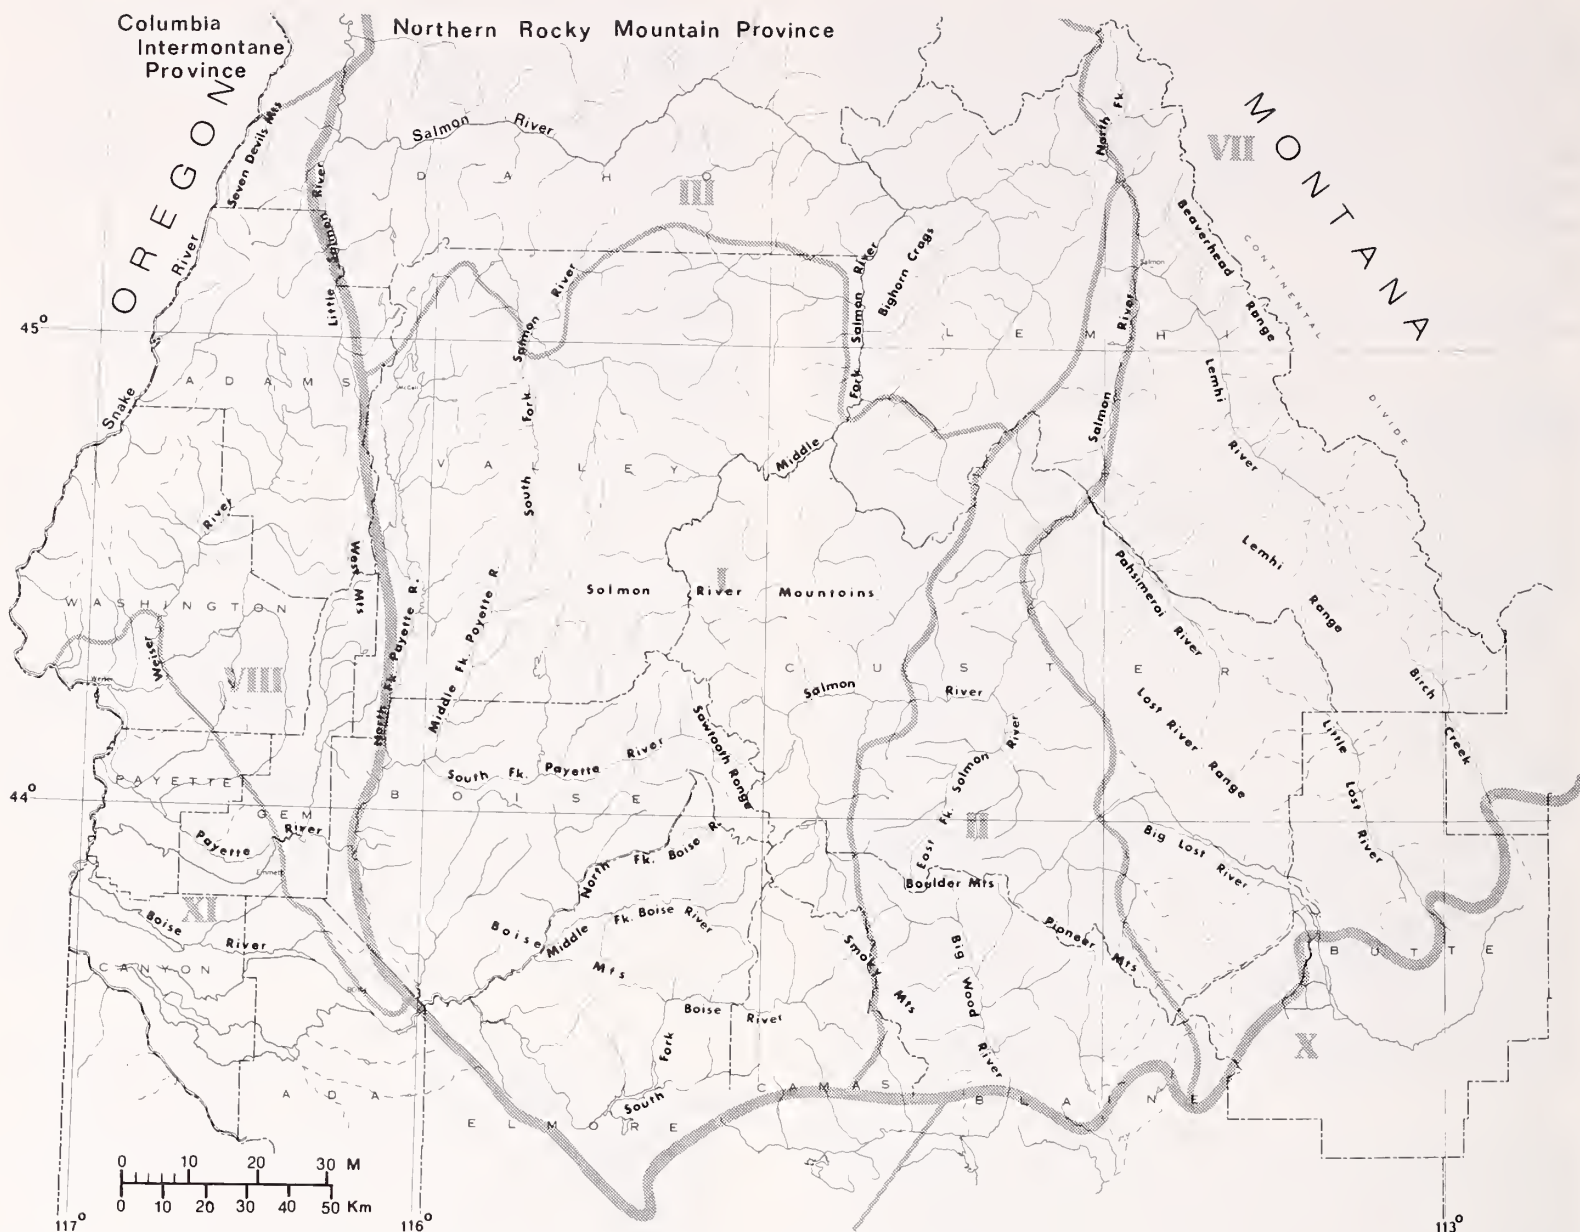 Columbia
Intermontane
Province
Northern Rocky Mountain Province
OREGON
MONTANA
IDAHO
Seven Devils Mts
Snake River
Little Salmon River
Salmon River
North Fk.
VII
III
Beaverhead Range
CONTINENTAL DIVIDE
Bighorn Crags
Middle Fork Salmon River
South Fork Salmon River
Salmon River
Salmon
LEMHI
Lemhi River
Lemhi Range
45°
ADAMS
McCall
VALLEY
River
Weiser
West Mts
WASHINGTON
VIII
North Fk Payette R.
Middle Fk. Payette R.
Salmon River Mountains
I
CUSTER
Salmon River
Pahsimeroi River
Lost River Range
Birch Creek
Little Lost River
Sawtooth Range
South Fk. Payette River
East Fk. Salmon River
II
44°
PAYETTE
GEM
BOISE
Payette River
Emmett
North Fk. Boise R.
Big Lost River
Boulder Mts
XI
Boise River
Boise Mts
Middle Fk. Boise River
Smoky Mts
Big Wood River
Pioneer Mts
BUTTE
CANYON
South Fork Boise River
X
ADA
ELMORE
CAMAS
BLAINE
0 10 20 30 M
0 10 20 30 40 50 Km
117°
116°
113°